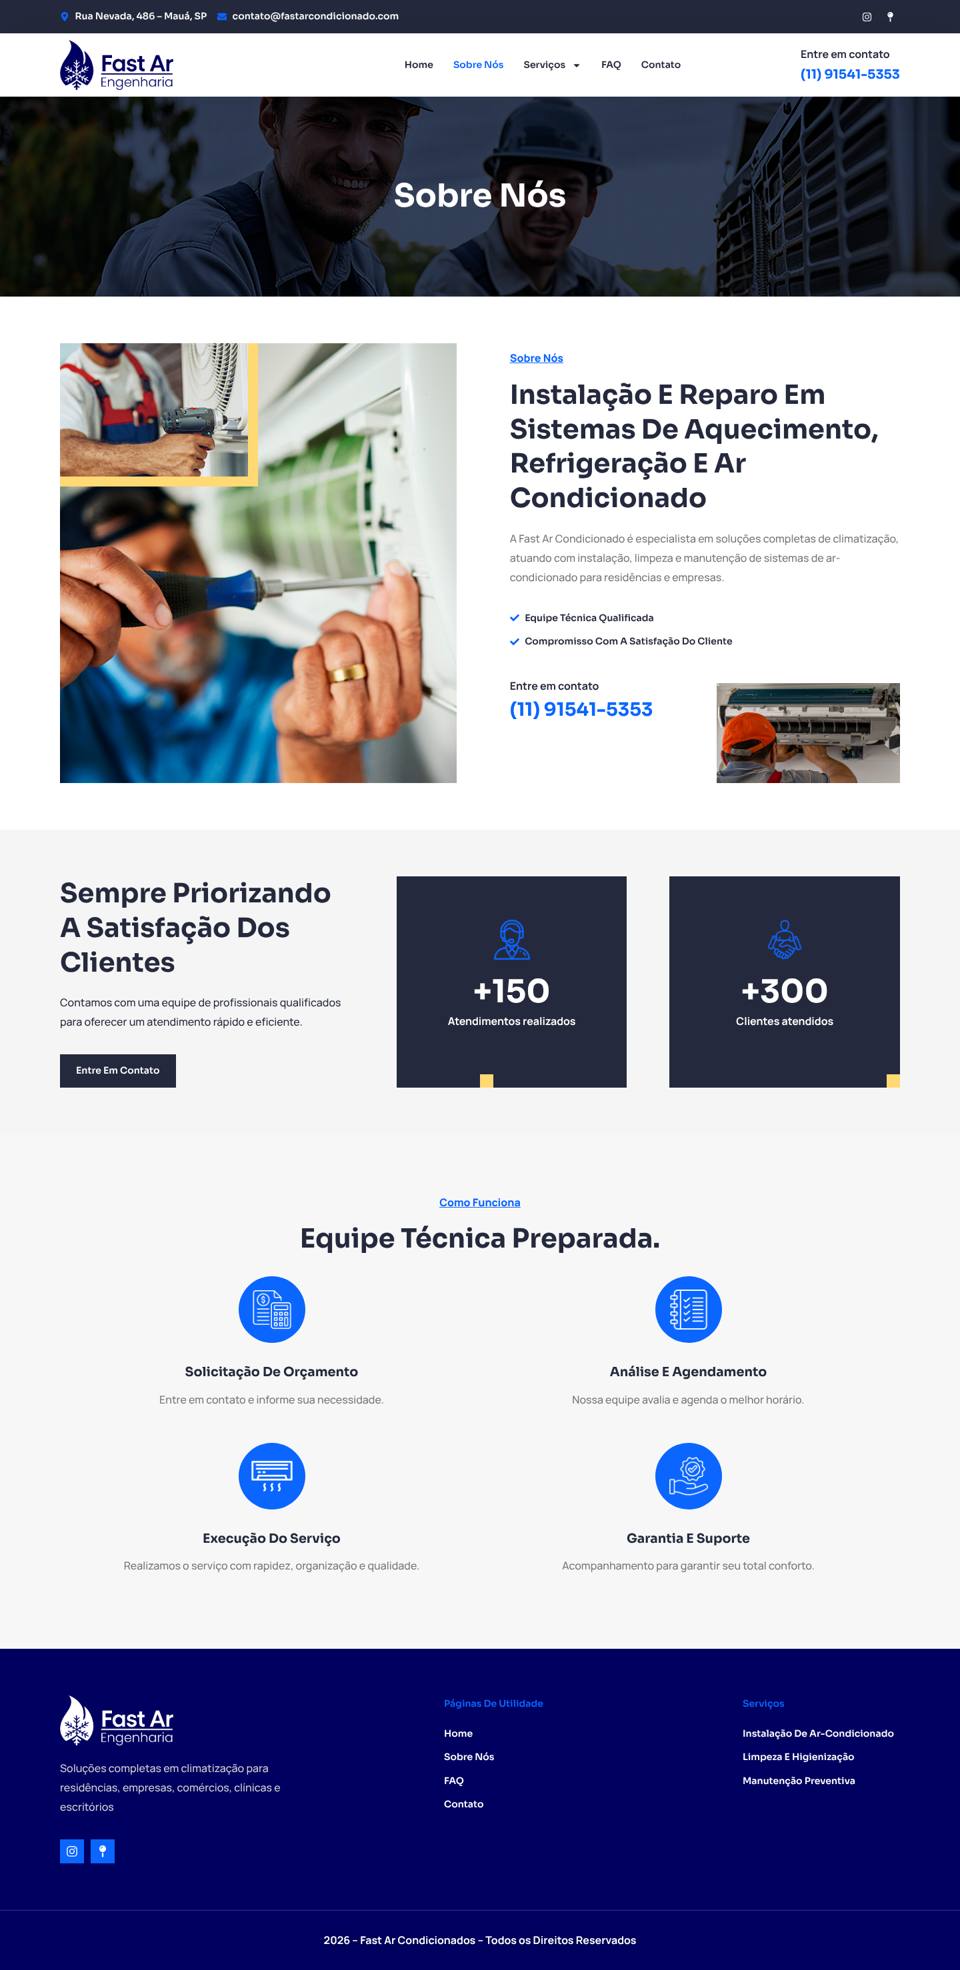 Rua Nevada, 486 – Mauá, SP
contato@fastarcondicionado.com
Fast Ar
Engenharia
Home
Sobre Nós
Serviços
FAQ
Contato
Entre em contato
(11) 91541-5353
Sobre Nós
Sobre Nós
Instalação E Reparo Em
Sistemas De Aquecimento,
Refrigeração E Ar
Condicionado
A Fast Ar Condicionado é especialista em soluções completas de climatização,
atuando com instalação, limpeza e manutenção de sistemas de ar-
condicionado para residências e empresas.
Equipe Técnica Qualificada
Compromisso Com A Satisfação Do Cliente
Entre em contato
(11) 91541-5353
Sempre Priorizando
A Satisfação Dos
Clientes
Contamos com uma equipe de profissionais qualificados
para oferecer um atendimento rápido e eficiente.
Entre Em Contato
+150
Atendimentos realizados
+300
Clientes atendidos
Como Funciona
Equipe Técnica Preparada.
Solicitação De Orçamento
Entre em contato e informe sua necessidade.
Análise E Agendamento
Nossa equipe avalia e agenda o melhor horário.
Execução Do Serviço
Realizamos o serviço com rapidez, organização e qualidade.
Garantia E Suporte
Acompanhamento para garantir seu total conforto.
Fast Ar
Engenharia
Soluções completas em climatização para
residências, empresas, comércios, clínicas e
escritórios
Páginas De Utilidade
Home
Sobre Nós
FAQ
Contato
Serviços
Instalação De Ar-Condicionado
Limpeza E Higienização
Manutenção Preventiva
2026 – Fast Ar Condicionados – Todos os Direitos Reservados